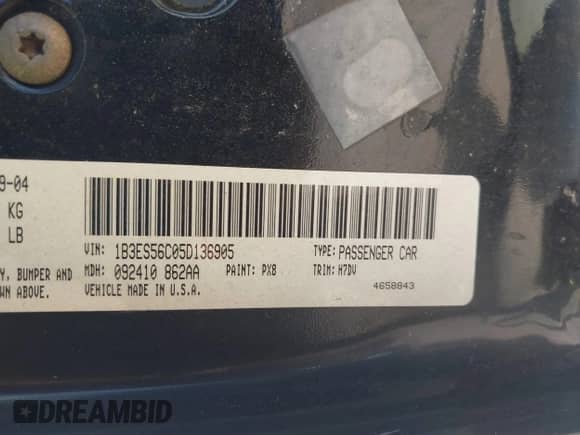 9-04
KG
LB
VIN: 1B3ES56C05D136905 TYPE: PASSENGER CAR
Y, BUMPER AND MDH: 092410 862AA PAINT: PX8 TRIM: H7DV
WN ABOVE. VEHICLE MADE IN U.S.A.
4658843
DREAMBID